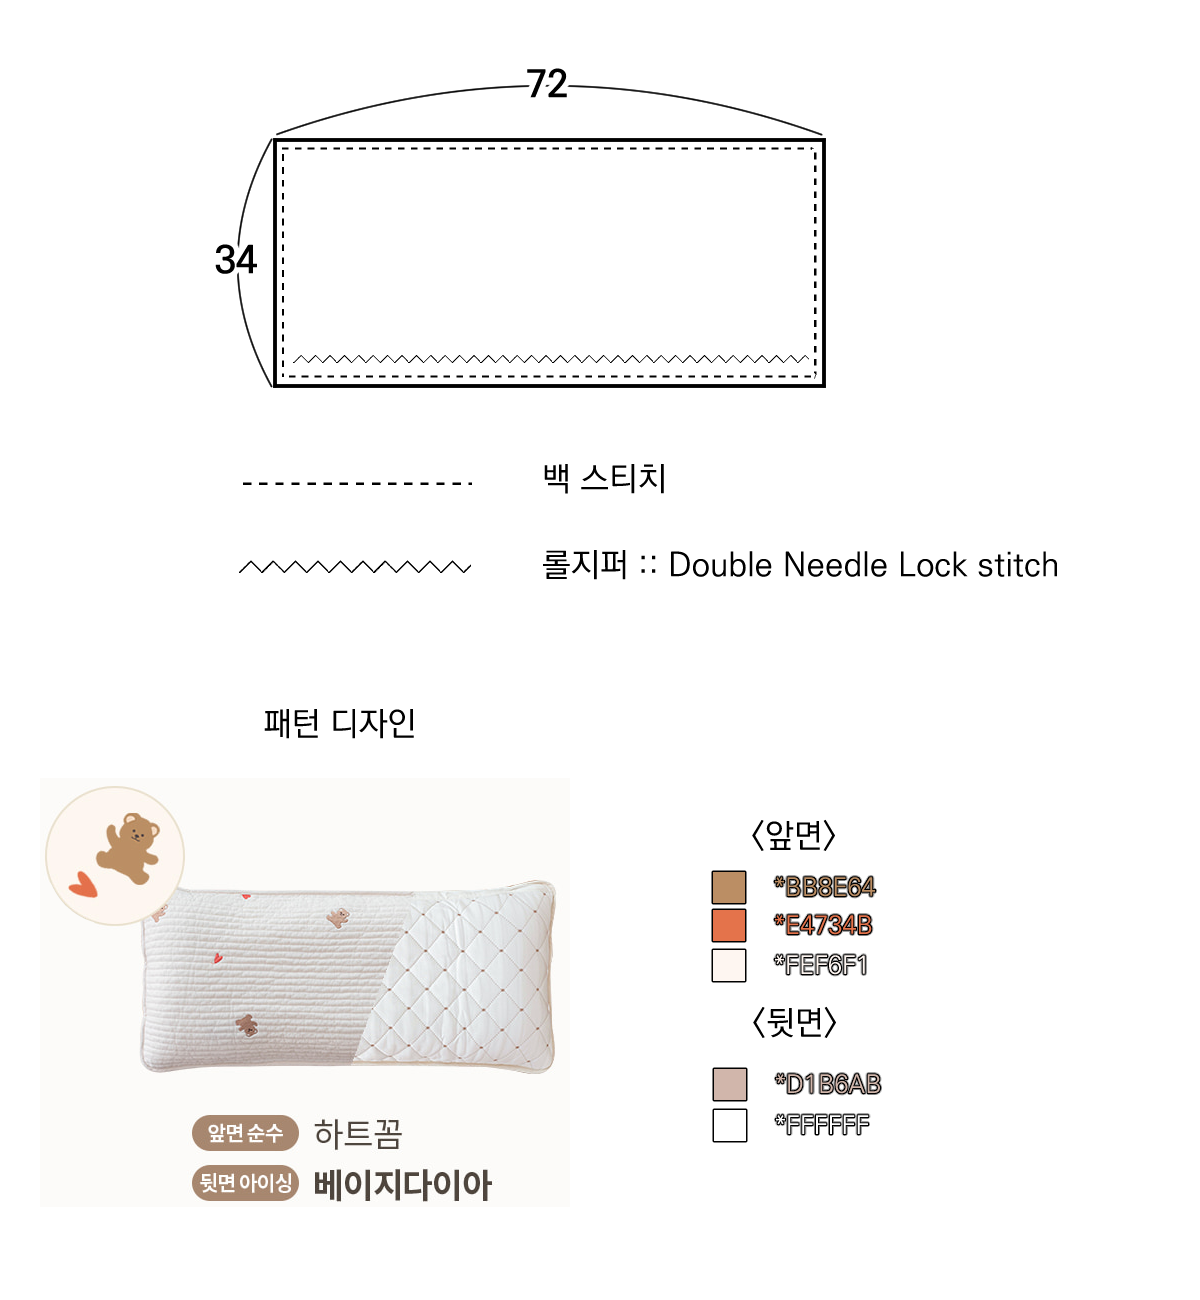 72
34
백 스티치
롤지퍼 :: Double Needle Lock stitch
패턴 디자인
〈앞면〉
*BB8E64
*E4734B
*FEF6F1
〈뒷면〉
*D1B6AB
*FFFFFF
앞면 순수 하트꼼
뒷면 아이싱 베이지다이아